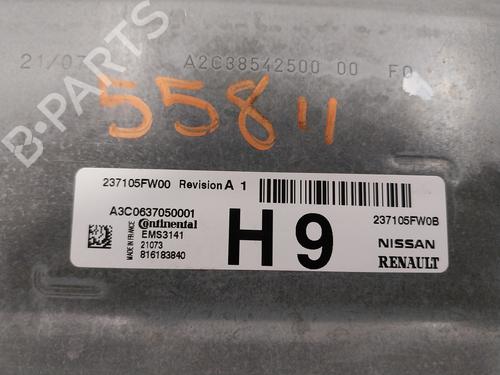 21/07 A2C38542500 00 F0
55811
237105FW00 Revision A 1
A3C0637050001
Continental
EMS3141
21073
816183840
MADE IN FRANCE
H9
237105FW0B
NISSAN
RENAULT
B-PARTS